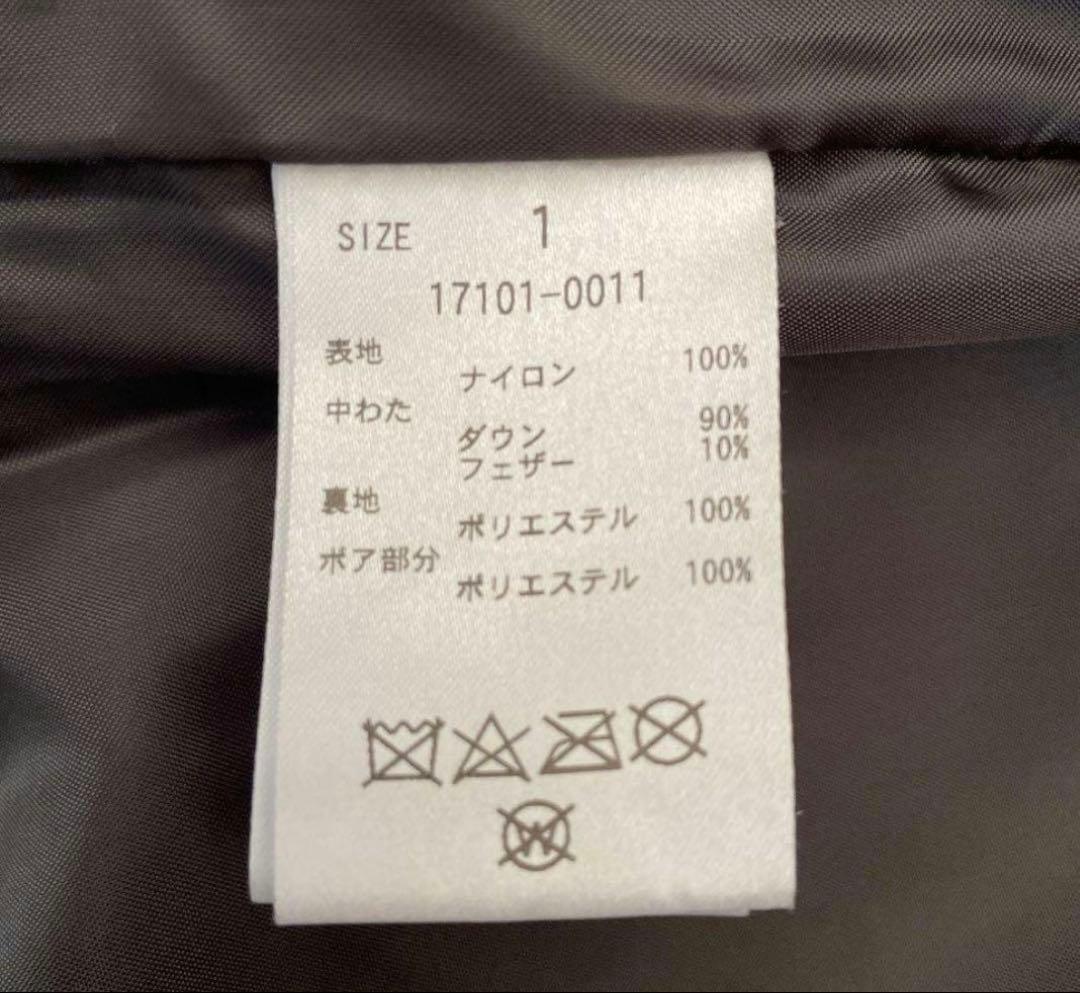 SIZE 1
17101-0011
表地
ナイロン 100%
中わた
ダウン 90%
フェザー 10%
裏地
ポリエステル 100%
ボア部分
ポリエステル 100%
W